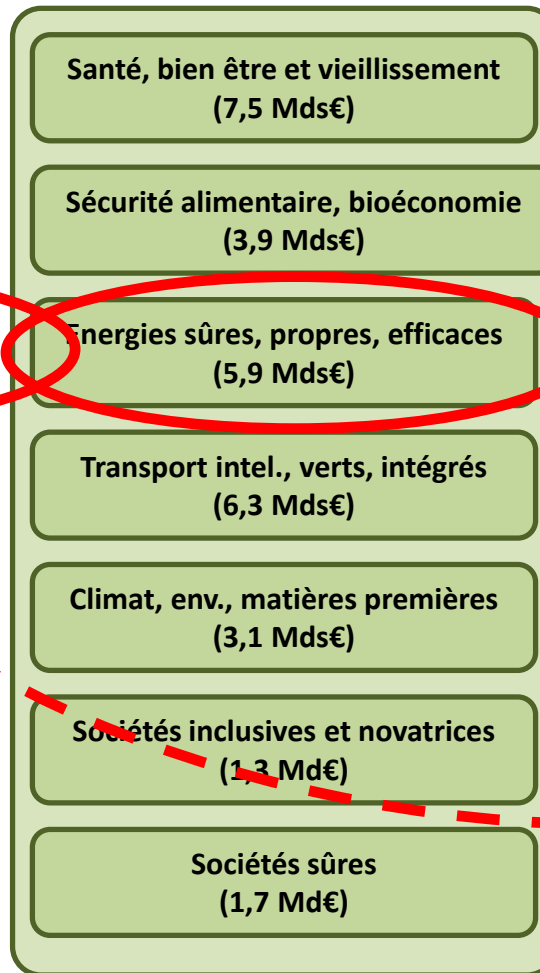 Santé, bien être et vieillissement
(7,5 Mds€)
Sécurité alimentaire, bioéconomie
(3,9 Mds€)
Energies sûres, propres, efficaces
(5,9 Mds€)
Transport intel., verts, intégrés
(6,3 Mds€)
Climat, env., matières premières
(3,1 Mds€)
Sociétés inclusives et novatrices
(1,3 Md€)
Sociétés sûres
(1,7 Md€)